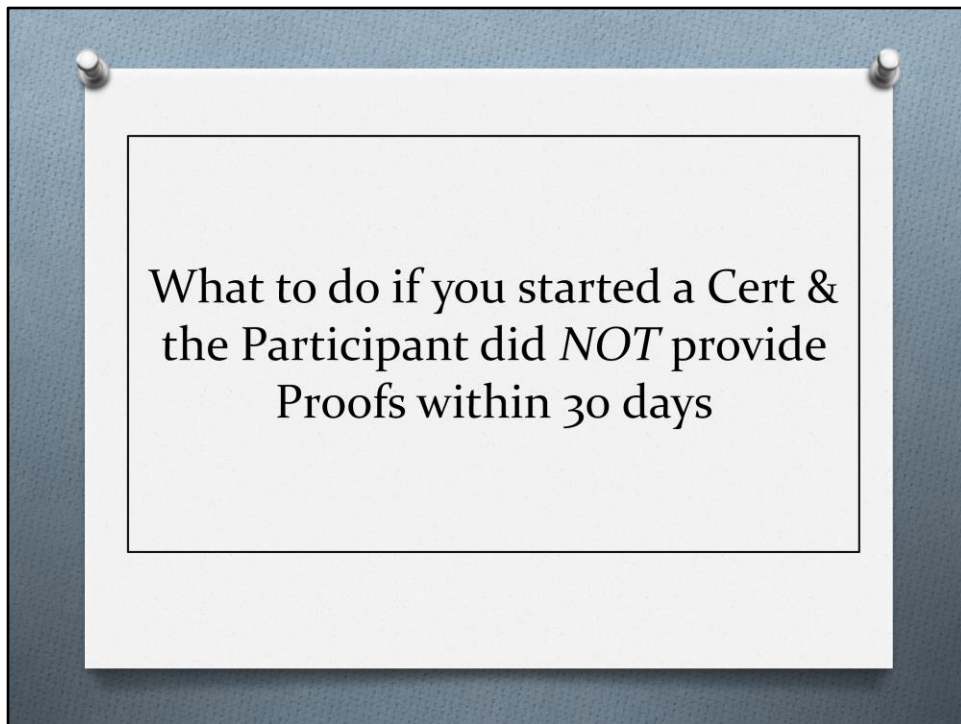 What to do if you started a Cert &
the Participant did NOT provide
Proofs within 30 days